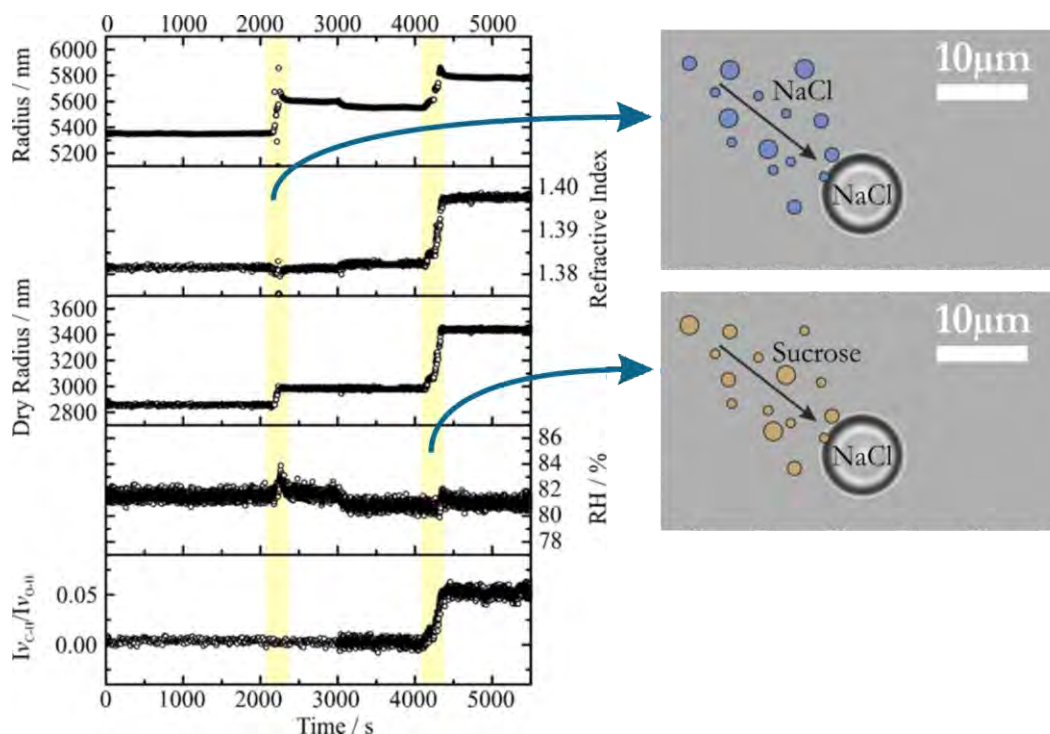 0 1000 2000 3000 4000 5000
Radius / nm
6000
5800
5600
5400
5200
1.40
1.39
1.38
Refractive Index
Dry Radius / nm
3600
3400
3200
3000
2800
86
84
82
80
78
RH / %
Iν_C-H/Iν_O-H
0.05
0.00
0 1000 2000 3000 4000 5000
Time / s
10μm
NaCl
NaCl
10μm
Sucrose
NaCl